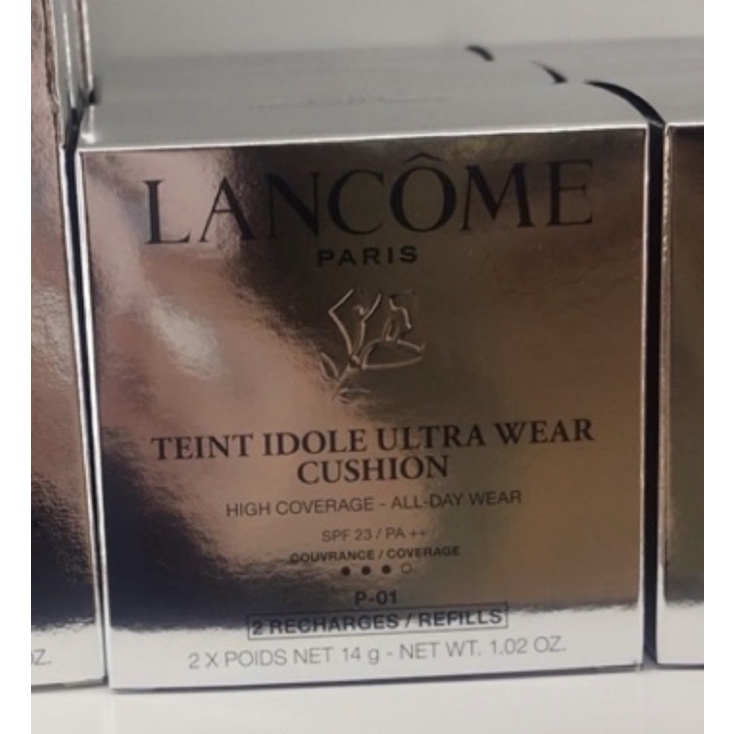 LANCÔME
PARIS
TEINT IDOLE ULTRA WEAR
CUSHION
HIGH COVERAGE - ALL-DAY WEAR
SPF 23 / PA ++
COUVRANCE / COVERAGE
P-01
2 RECHARGES / REFILLS
2 X POIDS NET 14 g - NET WT. 1.02 OZ.
OZ.